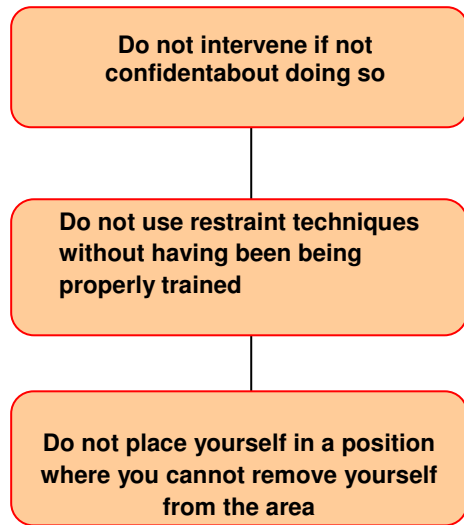 Do not intervene if not
confidentabout doing so
Do not use restraint techniques
without having been being
properly trained
Do not place yourself in a position
where you cannot remove yourself
from the area